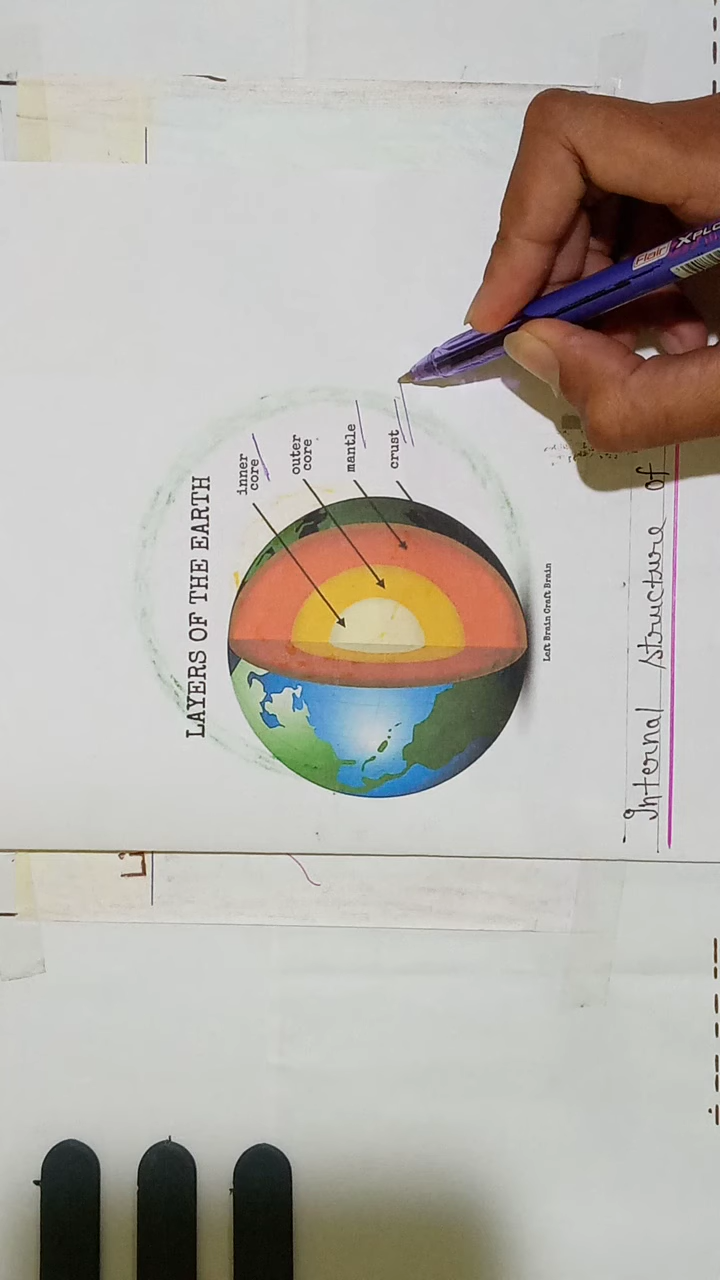 LAYERS OF THE EARTH
inner
core
outer
core
mantle
crust
Left Brain Craft Brain
Internal structure of
Flair